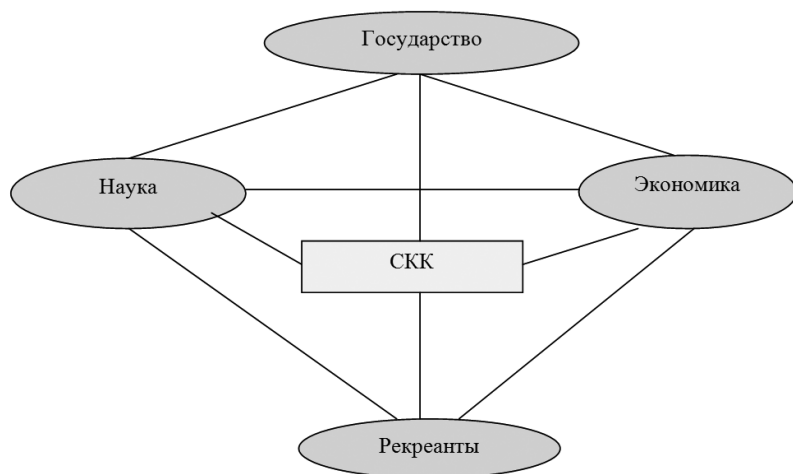 Государство
Наука
Экономика
СКК
Рекреанты